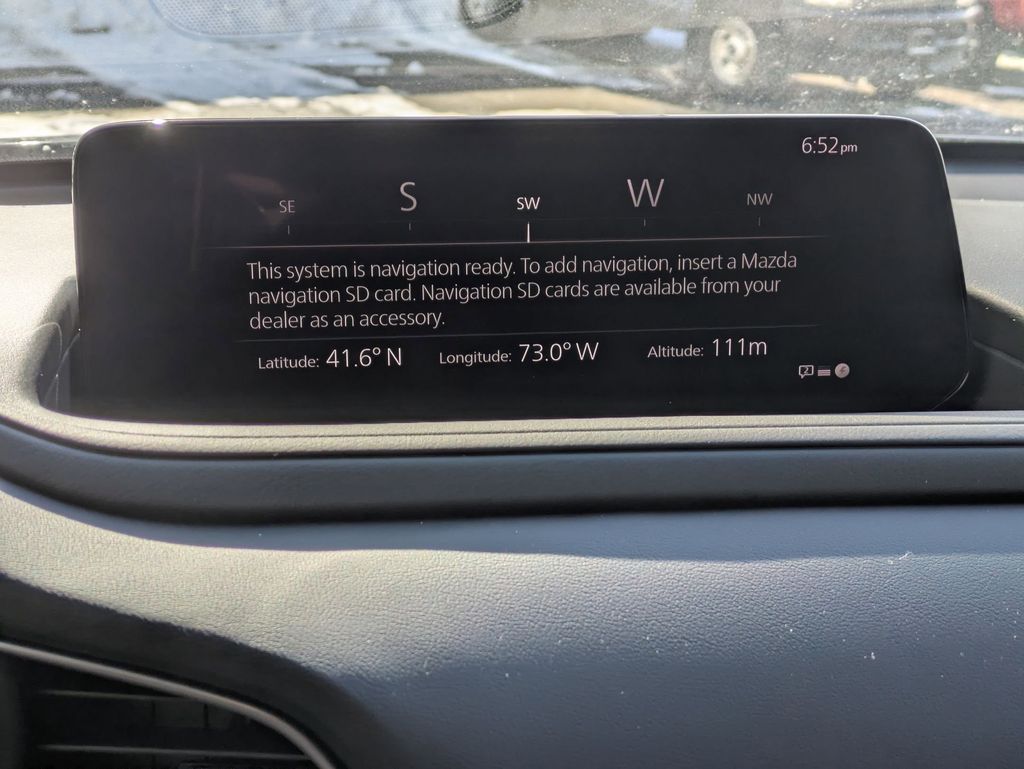 6:52pm
SE S SW W NW
This system is navigation ready. To add navigation, insert a Mazda
navigation SD card. Navigation SD cards are available from your
dealer as an accessory.
Latitude: 41.6° N Longitude: 73.0° W Altitude: 111m
2